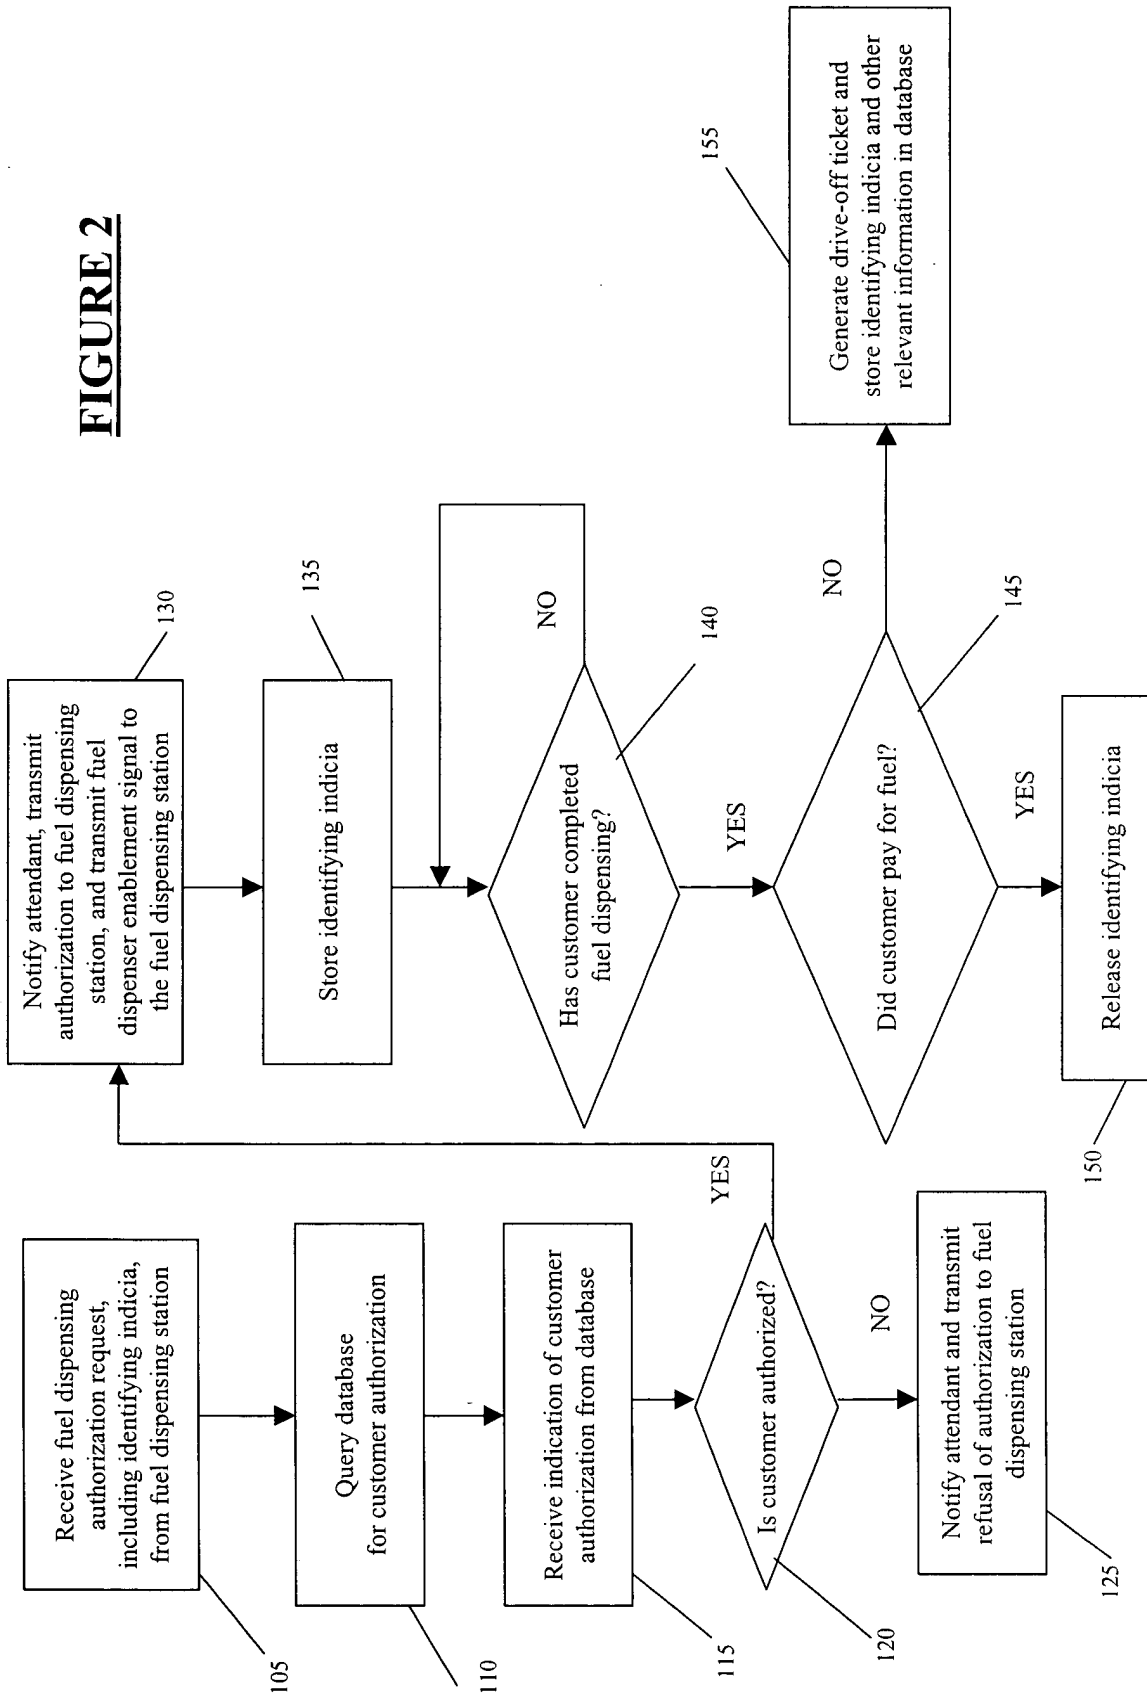 FIGURE 2
Receive fuel dispensing
authorization request,
including identifying indicia,
from fuel dispensing station
105
Query database
for customer authorization
110
Receive indication of customer
authorization from database
115
Is customer authorized?
120
YES
NO
Notify attendant and transmit
refusal of authorization to fuel
dispensing station
125
Notify attendant, transmit
authorization to fuel dispensing
station, and transmit fuel
dispenser enablement signal to
the fuel dispensing station
130
Store identifying indicia
135
Has customer completed
fuel dispensing?
140
NO
YES
Did customer pay for fuel?
145
NO
YES
Release identifying indicia
150
Generate drive-off ticket and
store identifying indicia and other
relevant information in database
155